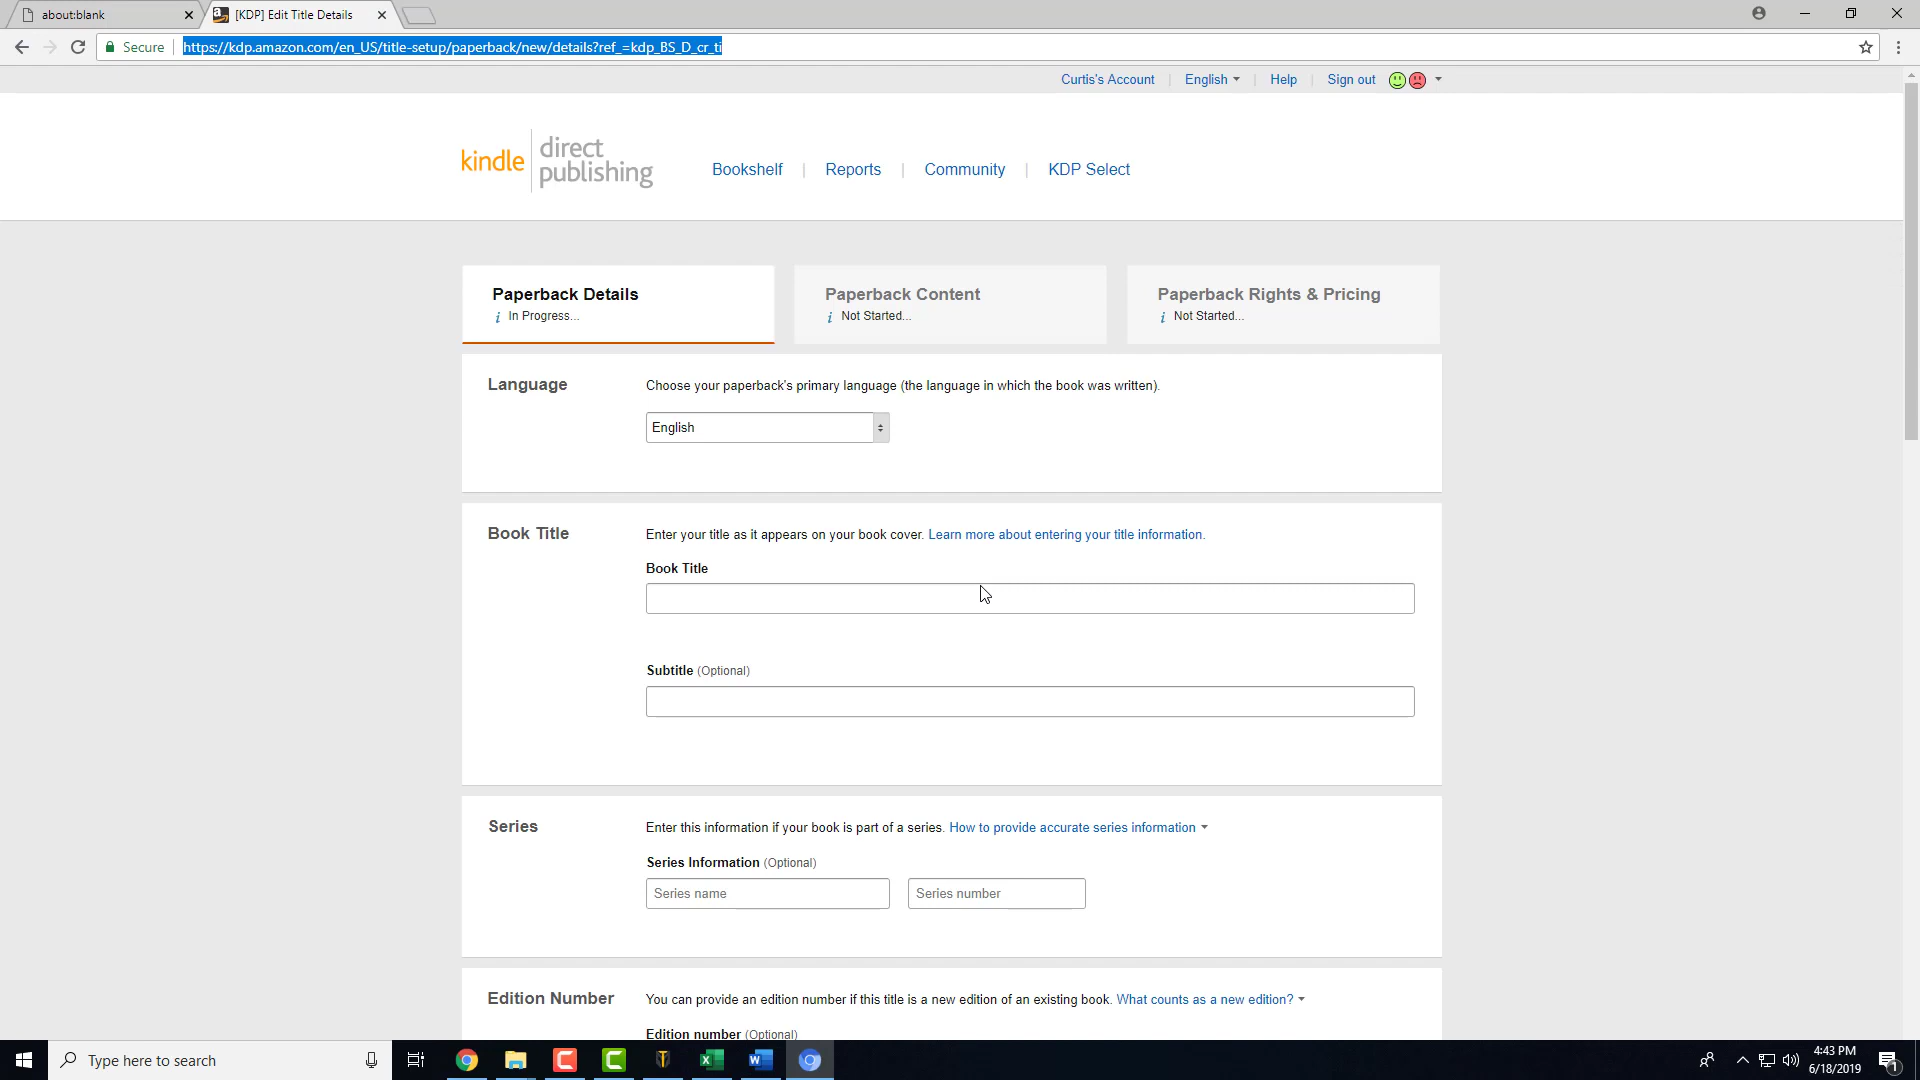 about:blank
[KDP] Edit Title Details
Secure
https://kdp.amazon.com/en_US/title-setup/paperback/new/details?ref_=kdp_BS_D_cr_ti
Curtis's Account | English | Help | Sign out
kindle direct publishing
Bookshelf | Reports | Community | KDP Select
Paperback Details
i In Progress...
Paperback Content
i Not Started...
Paperback Rights & Pricing
i Not Started...
Language
Choose your paperback's primary language (the language in which the book was written).
English
Book Title
Enter your title as it appears on your book cover. Learn more about entering your title information.
Book Title
Subtitle (Optional)
Series
Enter this information if your book is part of a series. How to provide accurate series information
Series Information (Optional)
Series name
Series number
Edition Number
You can provide an edition number if this title is a new edition of an existing book. What counts as a new edition?
Edition number (Optional)
Type here to search
4:43 PM
6/18/2019
1